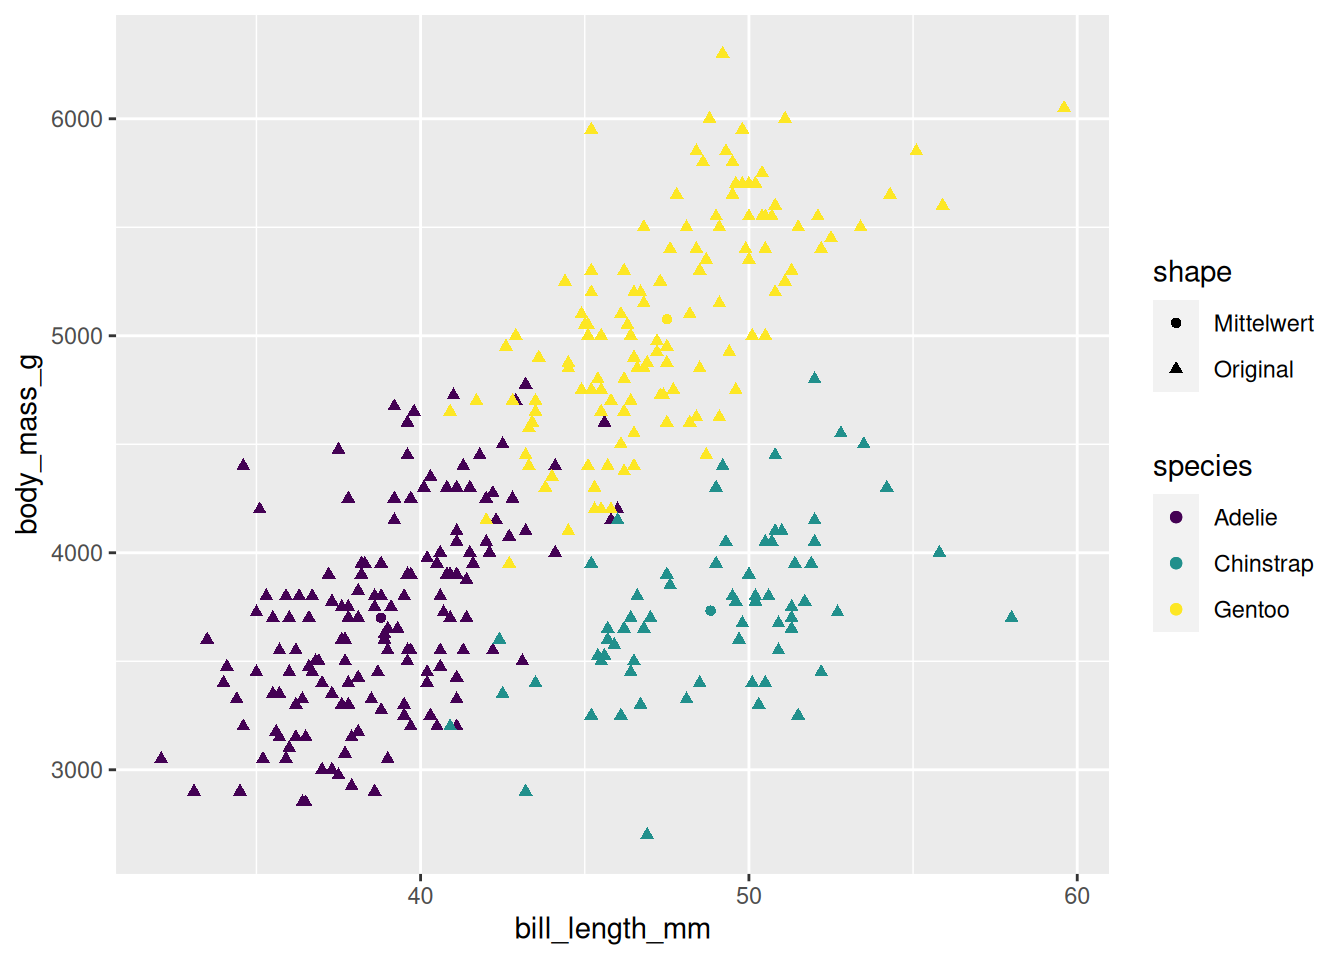 6000
5000
4000
3000
body_mass_g
40
50
60
bill_length_mm
shape
Mittelwert
Original
species
Adelie
Chinstrap
Gentoo